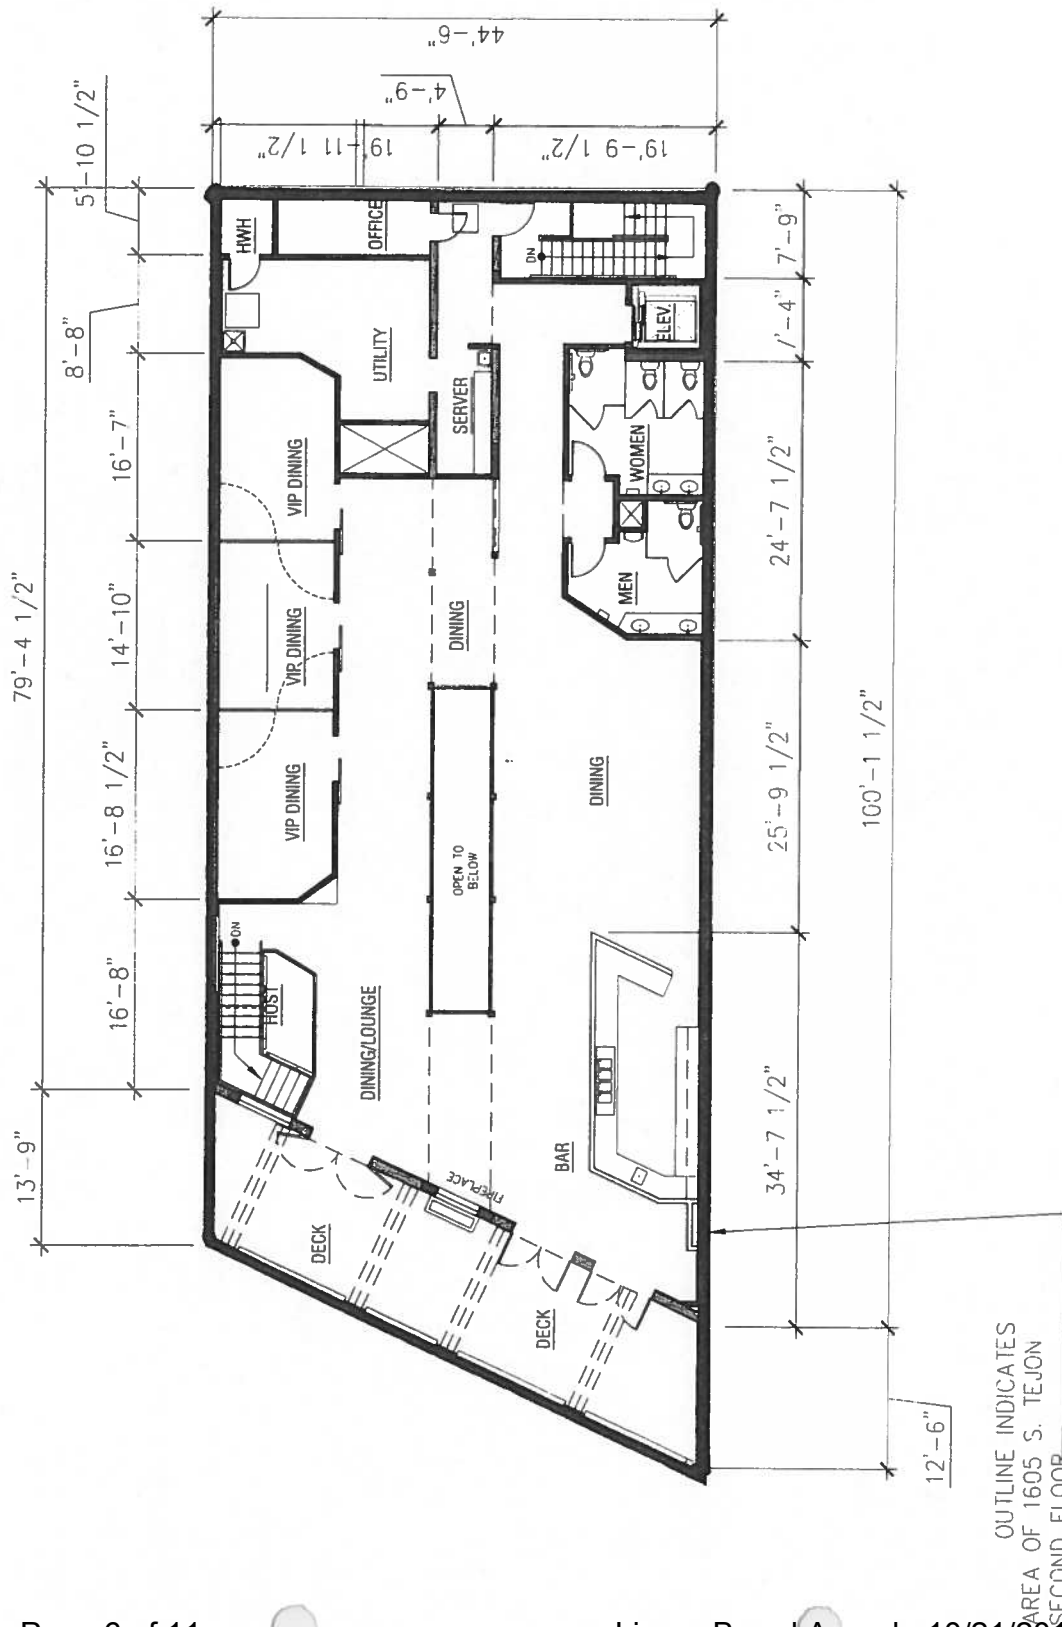 44'-6"
4'-9"
19'-11 1/2"
19'-9 1/2"
5'-10 1/2"
8'-8"
16'-7"
14'-10"
16'-8 1/2"
16'-8"
79'-4 1/2"
13'-9"
7'-9"
24'-7 1/2"
25'-9 1/2"
34'-7 1/2"
100'-1 1/2"
12'-6"
HWH
OFFICE
DN
UTILITY
ELEV.
SERVER
VIP DINING
WOMEN
MEN
VIP DINING
DINING
VIP DINING
DINING
OPEN TO
BELOW
DN
HOST
DINING/LOUNGE
BAR
FIREPLACE
DECK
DECK
OUTLINE INDICATES
AREA OF 1605 S. TEJON
SECOND FLOOR